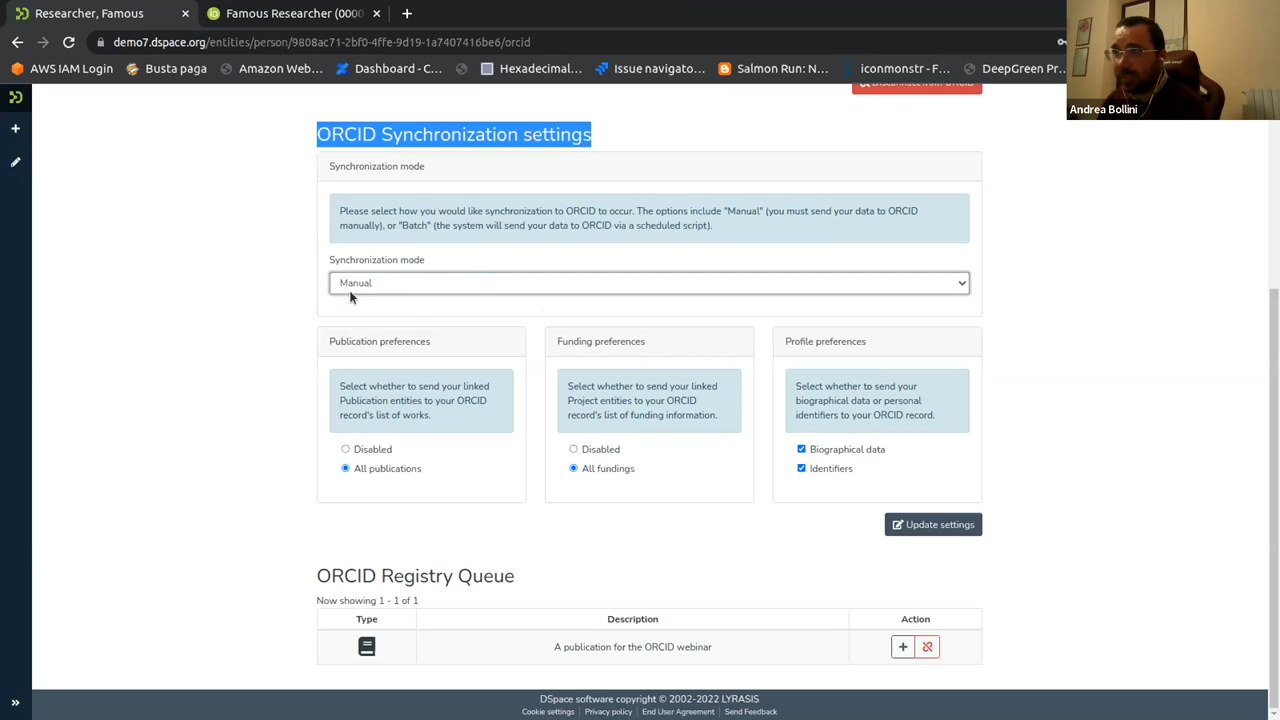 Researcher, Famous
Famous Researcher (0000
demo7.dspace.org/entities/person/9808ac71-2bf0-4ffe-9d19-1a7407416be6/orcid
AWS IAM Login
Busta paga
Amazon Web...
Dashboard - C...
Hexadecimal...
Issue navigato...
Salmon Run: N...
iconmonstr - F...
DeepGreen Pr...
Andrea Bollini
Disconnect from ORCID
ORCID Synchronization settings
Synchronization mode
Please select how you would like synchronization to ORCID to occur. The options include "Manual" (you must send your data to ORCID
manually), or "Batch" (the system will send your data to ORCID via a scheduled script).
Synchronization mode
Manual
Publication preferences
Select whether to send your linked
Publication entities to your ORCID
record's list of works.
Disabled
All publications
Funding preferences
Select whether to send your linked
Project entities to your ORCID
record's list of funding information.
Disabled
All fundings
Profile preferences
Select whether to send your
biographical data or personal
identifiers to your ORCID record.
Biographical data
Identifiers
Update settings
ORCID Registry Queue
Now showing 1 - 1 of 1
Type Description Action
A publication for the ORCID webinar
DSpace software copyright © 2002-2022 LYRASIS
Cookie settings Privacy policy End User Agreement Send Feedback